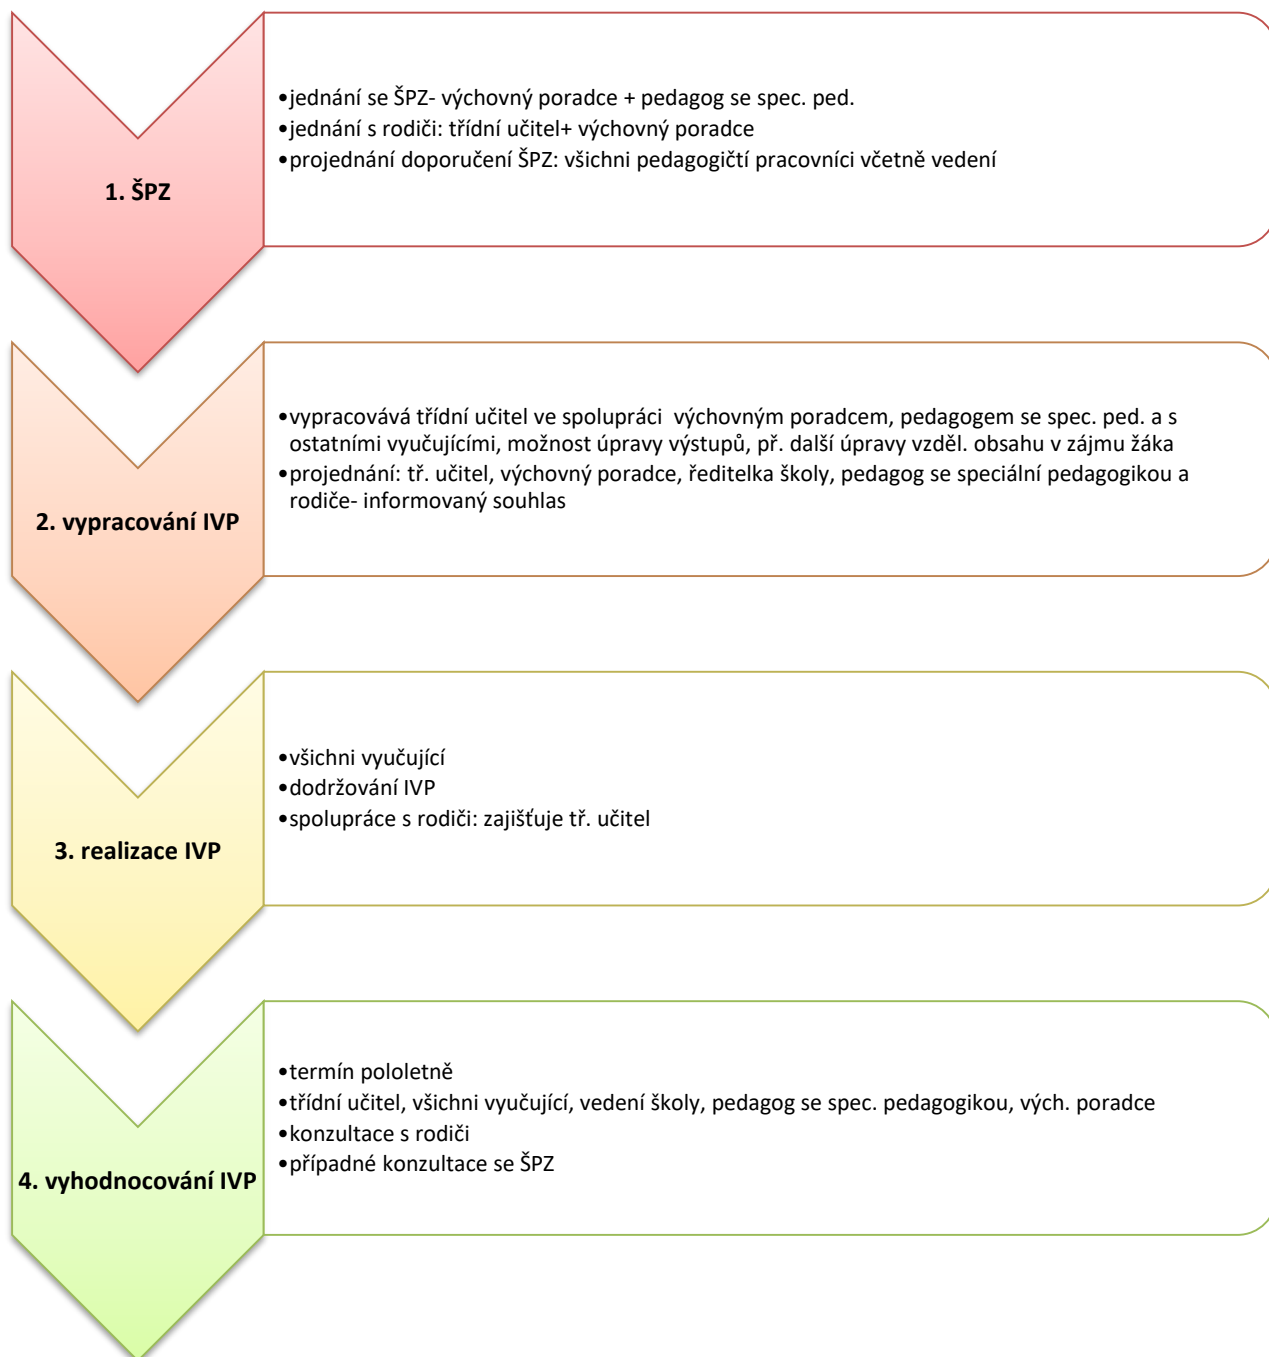 1. ŠPZ
•jednání se ŠPZ- výchovný poradce + pedagog se spec. ped.
•jednání s rodiči: třídní učitel+ výchovný poradce
•projednání doporučení ŠPZ: všichni pedagogičtí pracovníci včetně vedení
2. vypracování IVP
•vypracovává třídní učitel ve spolupráci  výchovným poradcem, pedagogem se spec. ped. a s
ostatními vyučujícími, možnost úpravy výstupů, př. další úpravy vzděl. obsahu v zájmu žáka
•projednání: tř. učitel, výchovný poradce, ředitelka školy, pedagog se speciální pedagogikou a
rodiče- informovaný souhlas
3. realizace IVP
•všichni vyučující
•dodržování IVP
•spolupráce s rodiči: zajišťuje tř. učitel
4. vyhodnocování IVP
•termín pololetně
•třídní učitel, všichni vyučující, vedení školy, pedagog se spec. pedagogikou, vých. poradce
•konzultace s rodiči
•případné konzultace se ŠPZ